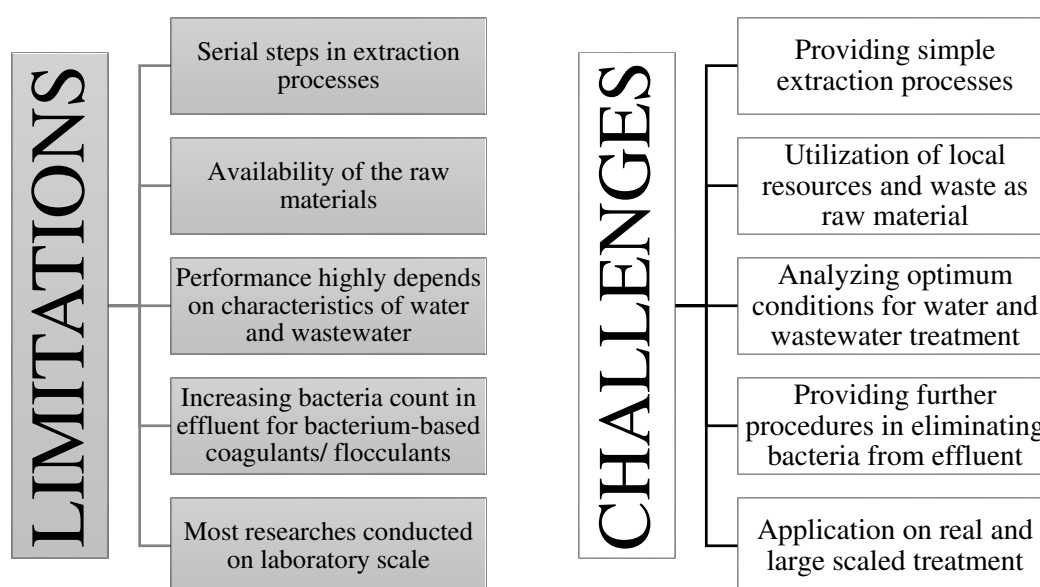 LIMITATIONS
Serial steps in extraction
processes
Availability of the raw
materials
Performance highly depends
on characteristics of water
and wastewater
Increasing bacteria count in
effluent for bacterium-based
coagulants/ flocculants
Most researches conducted
on laboratory scale
CHALLENGES
Providing simple
extraction processes
Utilization of local
resources and waste as
raw material
Analyzing optimum
conditions for water and
wastewater treatment
Providing further
procedures in eliminating
bacteria from effluent
Application on real and
large scaled treatment